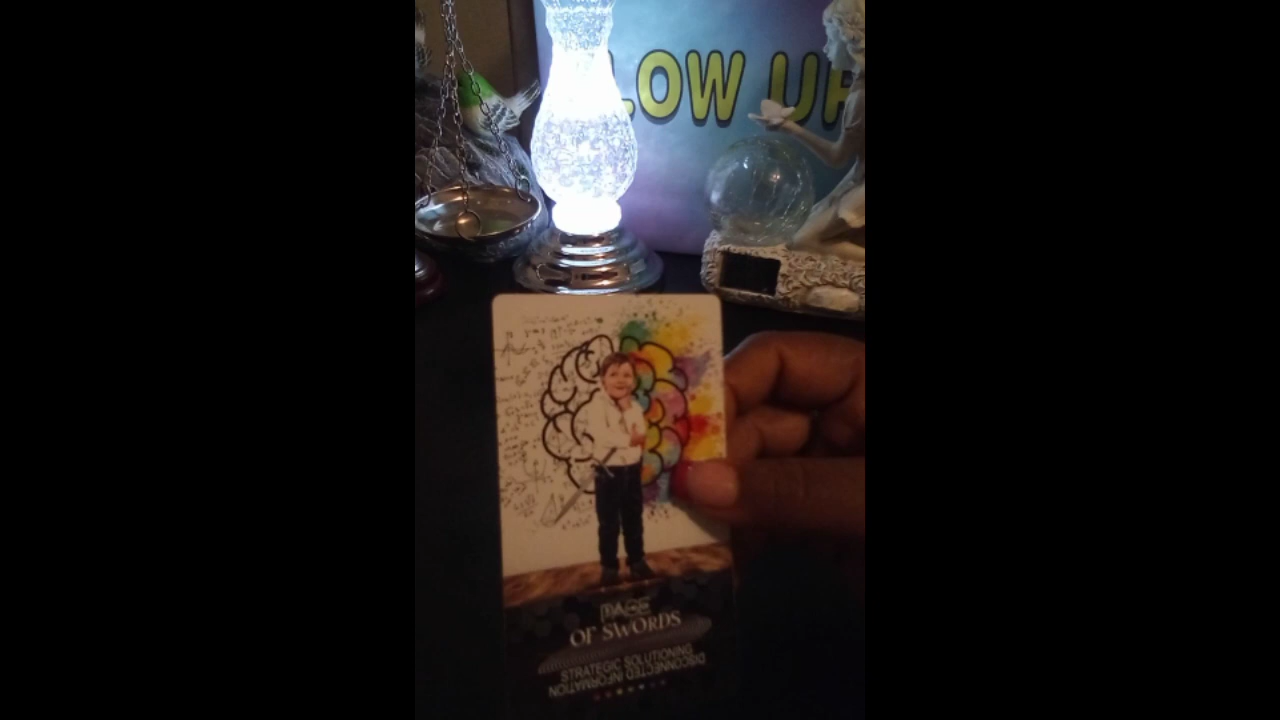 LOW UP
PAGE
OF SWORDS
STRATEGIC SOLUTIONING
DISCONNECTED INFORMATION